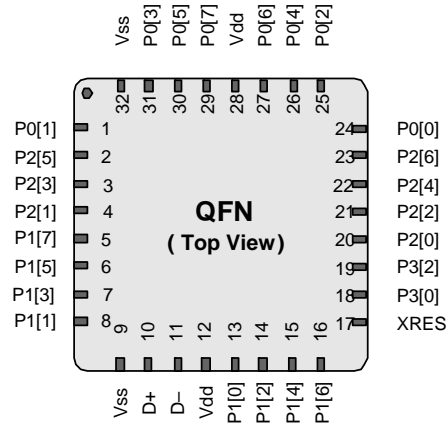 Vss P0[3] P0[5] P0[7] Vdd P0[6] P0[4] P0[2]
32 31 30 29 28 27 26 25
P0[1] 1 24 P0[0]
P2[5] 2 23 P2[6]
P2[3] 3 22 P2[4]
P2[1] 4 QFN 21 P2[2]
P1[7] 5 ( Top View) 20 P2[0]
P1[5] 6 19 P3[2]
P1[3] 7 18 P3[0]
P1[1] 8 17 XRES
9 10 11 12 13 14 15 16
Vss D+ D– Vdd P1[0] P1[2] P1[4] P1[6]